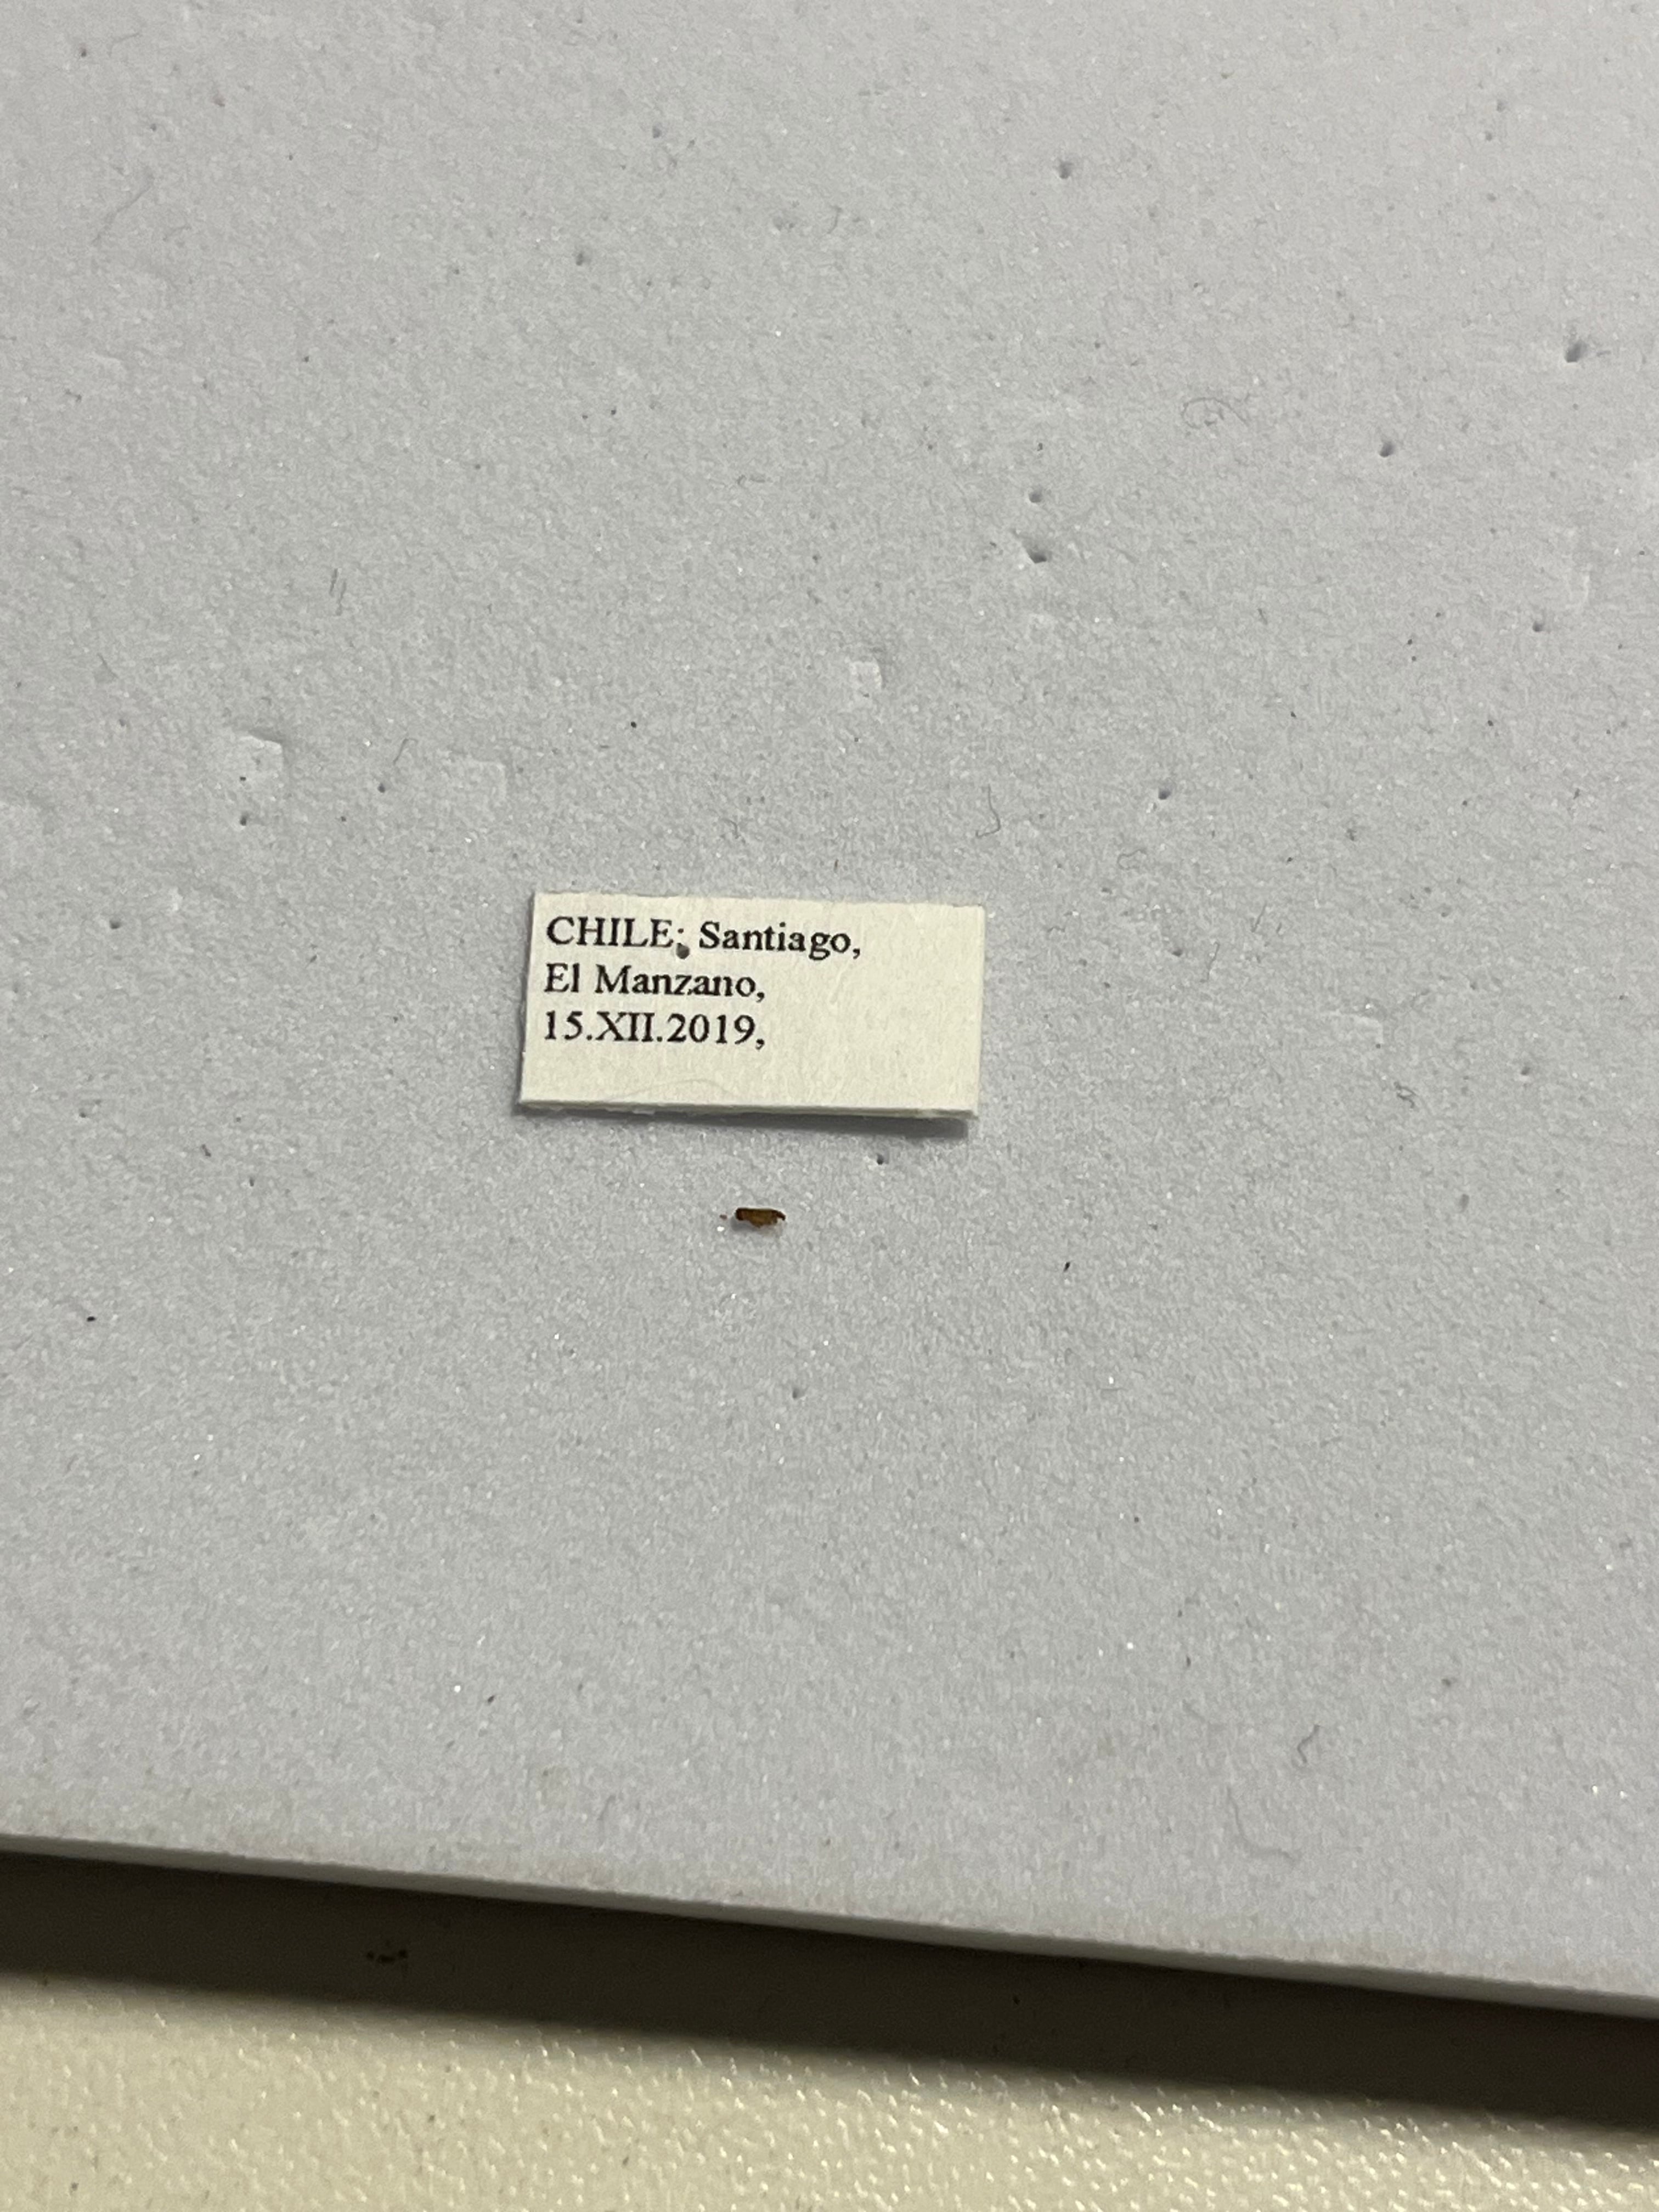 CHILE: Santiago,
El Manzano,
15.XII.2019,